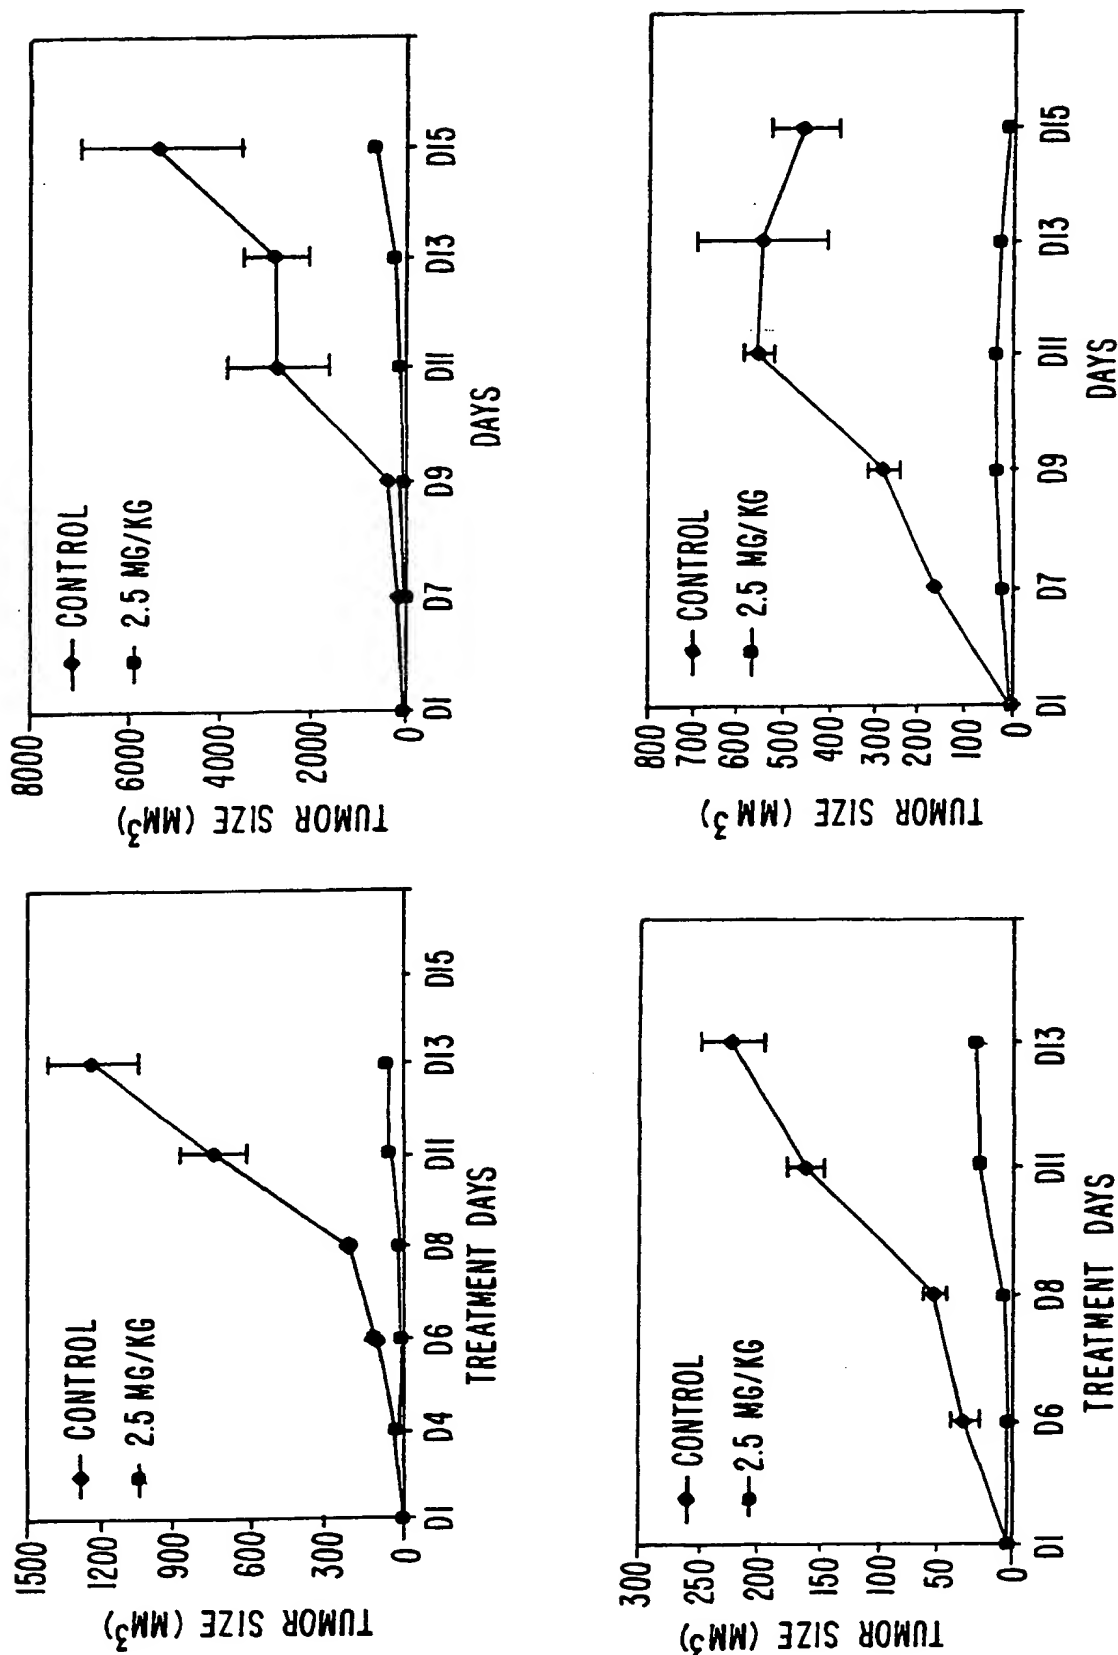 TUMOR SIZE (MM3)
1500
1200
900
600
300
0
CONTROL
2.5 MG/KG
D1 D4 D6 D8 D11 D13 D15
TREATMENT DAYS
TUMOR SIZE (MM3)
8000
6000
4000
2000
0
CONTROL
2.5 MG/KG
D1 D7 D9 D11 D13 D15
DAYS
TUMOR SIZE (MM3)
300
250
200
150
100
50
0
CONTROL
2.5 MG/KG
D1 D6 D8 D11 D13
TREATMENT DAYS
TUMOR SIZE (MM3)
800
700
600
500
400
300
200
100
0
CONTROL
2.5 MG/KG
D1 D7 D9 D11 D13 D15
DAYS